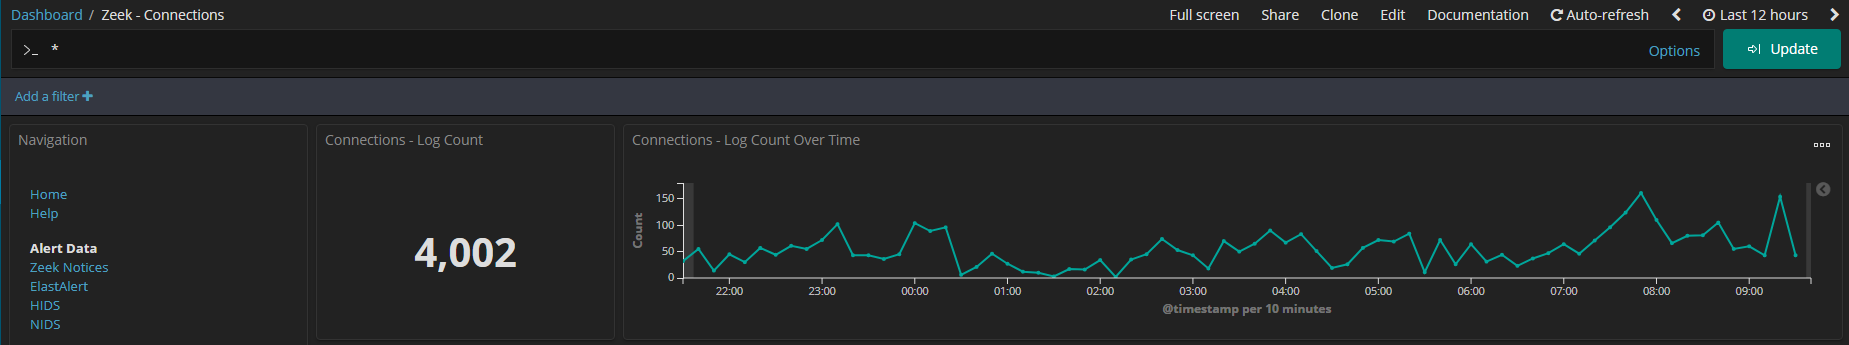 Dashboard / Zeek - Connections
Full screen Share Clone Edit Documentation Auto-refresh Last 12 hours
>_ *
Options
Update
Add a filter
Navigation
Home
Help
Alert Data
Zeek Notices
ElastAlert
HIDS
NIDS
Connections - Log Count
4,002
Connections - Log Count Over Time
Count
150
100
50
0
22:00 23:00 00:00 01:00 02:00 03:00 04:00 05:00 06:00 07:00 08:00 09:00
@timestamp per 10 minutes